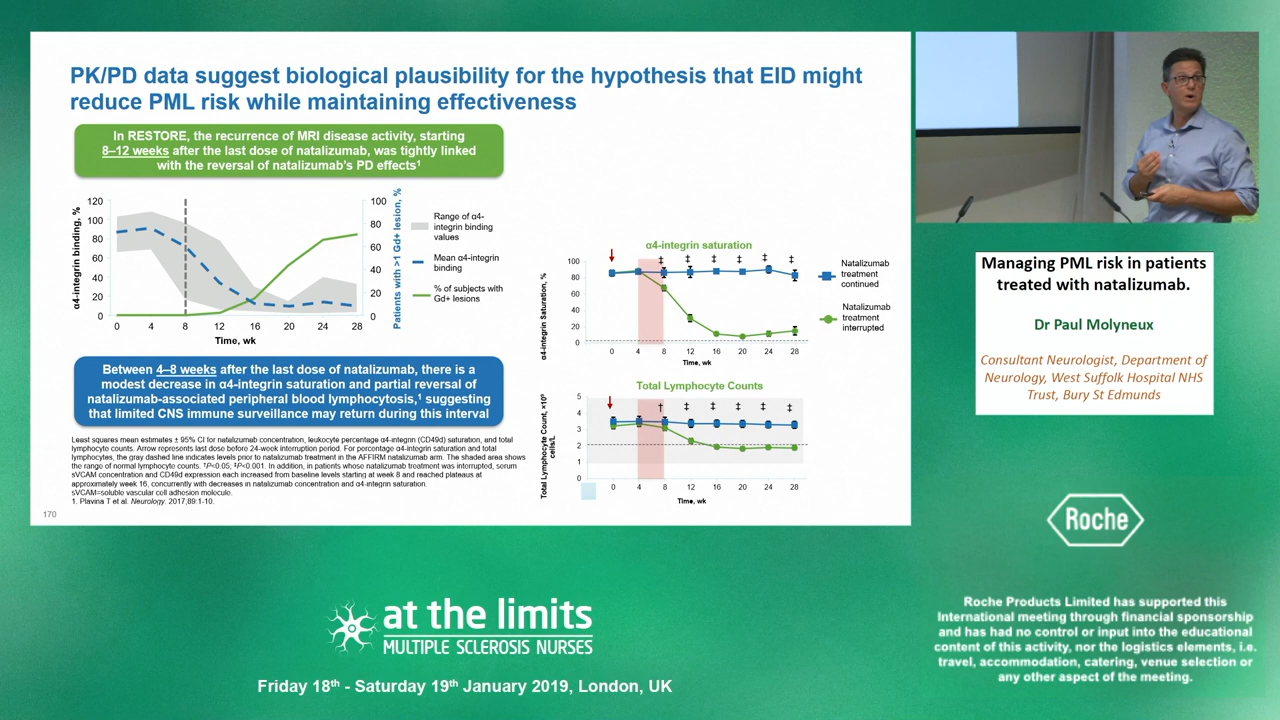 PK/PD data suggest biological plausibility for the hypothesis that EID might
reduce PML risk while maintaining effectiveness
In RESTORE, the recurrence of MRI disease activity, starting
8–12 weeks after the last dose of natalizumab, was tightly linked
with the reversal of natalizumab's PD effects¹
α4-integrin binding, %
120
100
80
60
40
20
0
0 4 8 12 16 20 24 28
Time, wk
100
80
60
40
20
0
Patients with >1 Gd+ lesion, %
Range of α4-
integrin binding
values
Mean α4-integrin
binding
% of subjects with
Gd+ lesions
Between 4–8 weeks after the last dose of natalizumab, there is a
modest decrease in α4-integrin saturation and partial reversal of
natalizumab-associated peripheral blood lymphocytosis,¹ suggesting
that limited CNS immune surveillance may return during this interval
Least squares mean estimates ± 95% CI for natalizumab concentration, leukocyte percentage α4-integrin (CD49d) saturation, and total
lymphocyte counts. Arrow represents last dose before 24-week interruption period. For percentage α4-integrin saturation and total
lymphocytes, the gray dashed line indicates levels prior to natalizumab treatment in the AFFIRM natalizumab arm. The shaded area shows
the range of normal lymphocyte counts. †P<0.05; ‡P<0.001. In addition, in patients whose natalizumab treatment was interrupted, serum
sVCAM concentration and CD49d expression each increased from baseline levels starting at week 8 and reached plateaus at
approximately week 16, concurrently with decreases in natalizumab concentration and α4-integrin saturation.
sVCAM=soluble vascular cell adhesion molecule.
1. Plavina T et al. Neurology. 2017;89:1-10.
170
α4-integrin saturation
α4-integrin Saturation, %
100
80
60
40
20
0
‡ ‡ ‡ ‡ ‡ ‡
0 4 8 12 16 20 24 28
Time, wk
Natalizumab
treatment
continued
Natalizumab
treatment
interrupted
Total Lymphocyte Counts
Total Lymphocyte Count, ×10⁹
cells/L
5
4
3
2
1
0
† ‡ ‡ ‡ ‡ ‡
0 4 8 12 16 20 24 28
Time, wk
Managing PML risk in patients
treated with natalizumab.
Dr Paul Molyneux
Consultant Neurologist, Department of
Neurology, West Suffolk Hospital NHS
Trust, Bury St Edmunds
Roche
Roche Products Limited has supported this
International meeting through financial sponsorship
and has had no control or input into the educational
content of this activity, nor the logistics elements, i.e.
travel, accommodation, catering, venue selection or
any other aspect of the meeting.
at the limits
MULTIPLE SCLEROSIS NURSES
Friday 18th - Saturday 19th January 2019, London, UK